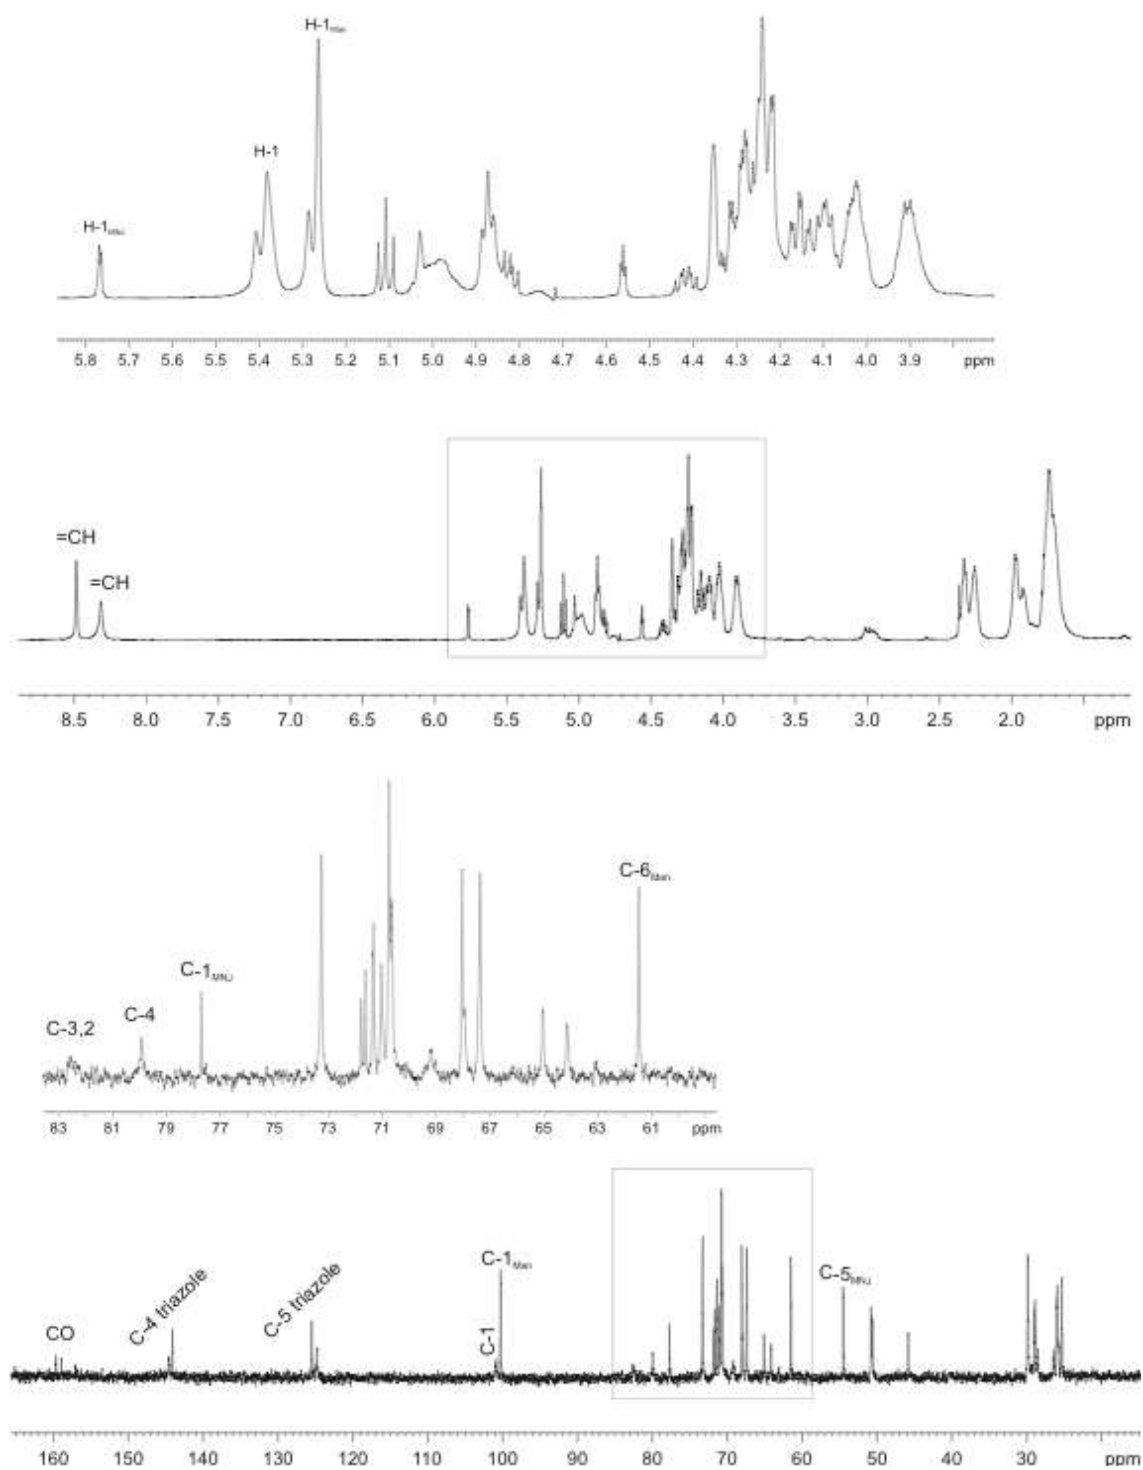 H-1Man
H-1
H-1MNJ
5.8 5.7 5.6 5.5 5.4 5.3 5.2 5.1 5.0 4.9 4.8 4.7 4.6 4.5 4.4 4.3 4.2 4.1 4.0 3.9 ppm
=CH
=CH
8.5 8.0 7.5 7.0 6.5 6.0 5.5 5.0 4.5 4.0 3.5 3.0 2.5 2.0 ppm
C-6Man
C-1MNJ
C-4
C-3,2
83 81 79 77 75 73 71 69 67 65 63 61 ppm
C-1Man
C-5MNJ
C-5 triazole
C-4 triazole
C-1
CO
160 150 140 130 120 110 100 90 80 70 60 50 40 30 ppm